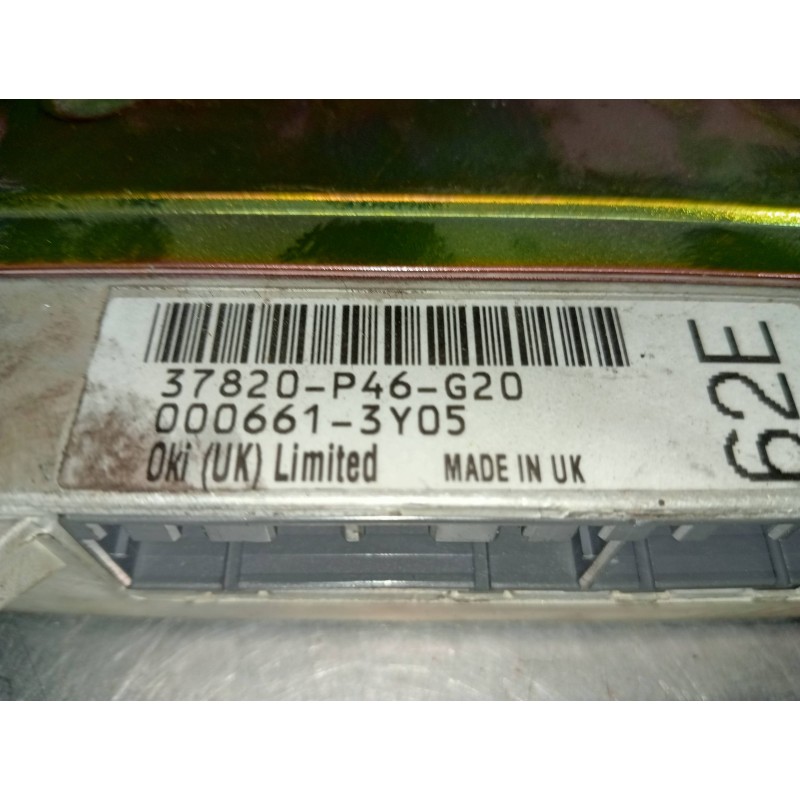 37820-P46-G20
000661-3Y05
Oki (UK) Limited MADE IN UK
62E